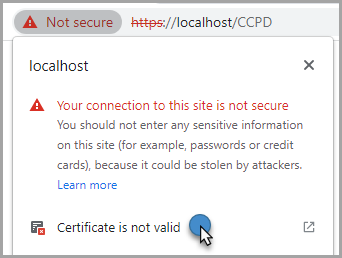 Not secure https://localhost/CCPD
localhost
Your connection to this site is not secure
You should not enter any sensitive information
on this site (for example, passwords or credit
cards), because it could be stolen by attackers.
Learn more
Certificate is not valid